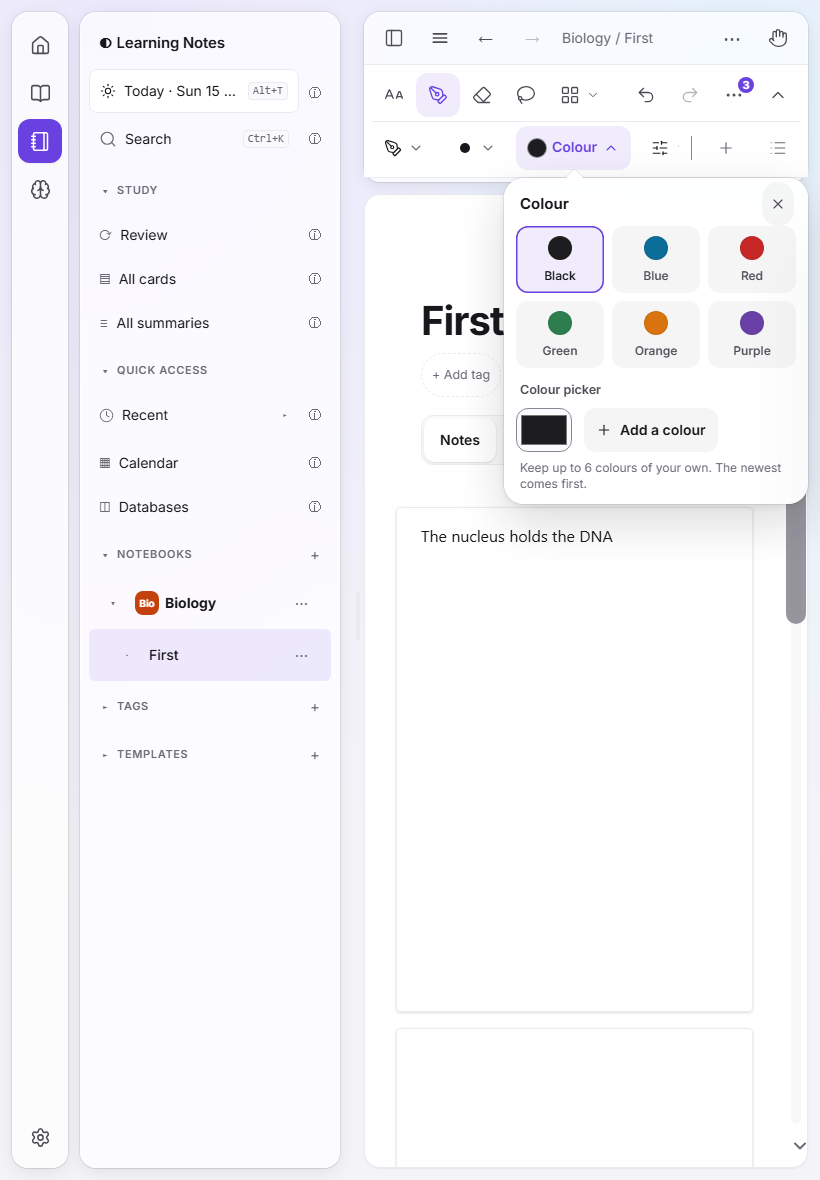 Learning Notes
Today · Sun 15 ... Alt+T
Search Ctrl+K
STUDY
Review
All cards
All summaries
QUICK ACCESS
Recent
Calendar
Databases
NOTEBOOKS
Bio Biology
First
TAGS
TEMPLATES
Biology / First
AA
3
Colour
Colour
Black Blue Red
Green Orange Purple
Colour picker
Add a colour
Keep up to 6 colours of your own. The newest
comes first.
First
+ Add tag
Notes
The nucleus holds the DNA